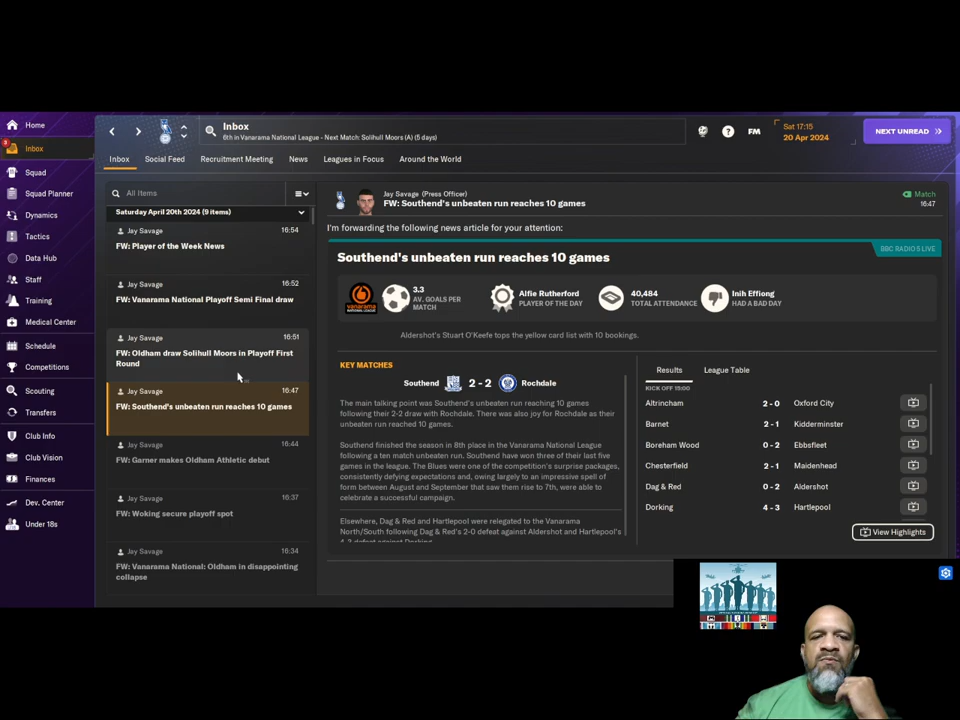 Home
3
Inbox
Squad
Squad Planner
Dynamics
Tactics
Data Hub
Staff
Training
Medical Center
Schedule
Competitions
Scouting
Transfers
Club Info
Club Vision
Finances
Dev. Center
Under 18s
Inbox
6th in Vanarama National League - Next Match: Solihull Moors (A) (5 days)
FM
Sat 17:15
20 Apr 2024
NEXT UNREAD
Inbox Social Feed Recruitment Meeting News Leagues in Focus Around the World
All Items
Saturday April 20th 2024 (9 items)
Jay Savage 16:54
FW: Player of the Week News
Jay Savage 16:52
FW: Vanarama National Playoff Semi Final draw
Jay Savage 16:51
FW: Oldham draw Solihull Moors in Playoff First
Round
Jay Savage 16:47
FW: Southend's unbeaten run reaches 10 games
Jay Savage 16:44
FW: Garner makes Oldham Athletic debut
Jay Savage 16:37
FW: Woking secure playoff spot
Jay Savage 16:34
FW: Vanarama National: Oldham in disappointing
collapse
Jay Savage (Press Officer)
FW: Southend's unbeaten run reaches 10 games
Match
16:47
I'm forwarding the following news article for your attention:
BBC RADIO 5 LIVE
Southend's unbeaten run reaches 10 games
3.3
AV. GOALS PER
MATCH
Alfie Rutherford
PLAYER OF THE DAY
40,484
TOTAL ATTENDANCE
Inih Effiong
HAD A BAD DAY
Aldershot's Stuart O'Keefe tops the yellow card list with 10 bookings.
KEY MATCHES
Southend 2 - 2 Rochdale
The main talking point was Southend's unbeaten run reaching 10 games
following their 2-2 draw with Rochdale. There was also joy for Rochdale as their
unbeaten run reached 10 games.
Southend finished the season in 8th place in the Vanarama National League
following a ten match unbeaten run. Southend have won three of their last five
games in the league. The Blues were one of the competition's surprise packages,
consistently defying expectations and, owing largely to an impressive spell of
form between August and September that saw them rise to 7th, were able to
celebrate a successful campaign.
Elsewhere, Dag & Red and Hartlepool were relegated to the Vanarama
North/South following Dag & Red's 2-0 defeat against Aldershot and Hartlepool's
4-3 defeat against Dorking.
Results League Table
KICK OFF 15:00
Altrincham 2 - 0 Oxford City
Barnet 2 - 1 Kidderminster
Boreham Wood 0 - 2 Ebbsfleet
Chesterfield 2 - 1 Maidenhead
Dag & Red 0 - 2 Aldershot
Dorking 4 - 3 Hartlepool
View Highlights